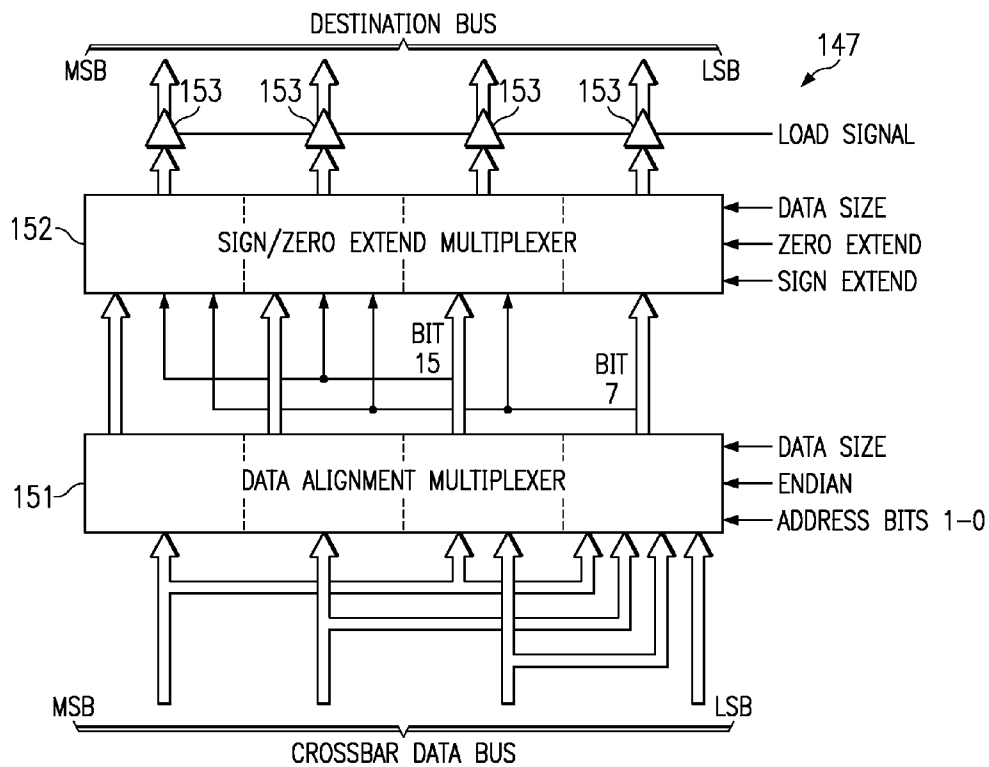 DESTINATION BUS
MSB
LSB
147
153
153
153
153
LOAD SIGNAL
152
SIGN/ZERO EXTEND MULTIPLEXER
DATA SIZE
ZERO EXTEND
SIGN EXTEND
BIT
15
BIT
7
151
DATA ALIGNMENT MULTIPLEXER
DATA SIZE
ENDIAN
ADDRESS BITS 1-0
MSB
LSB
CROSSBAR DATA BUS